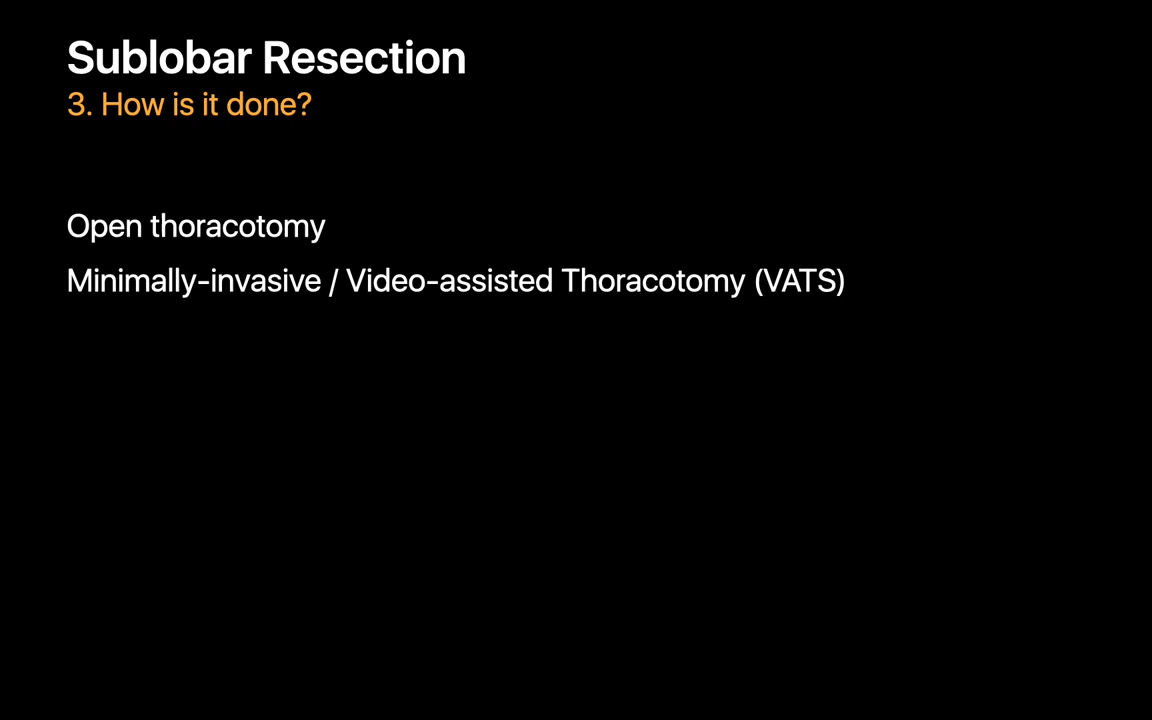 Sublobar Resection
3. How is it done?
Open thoracotomy
Minimally-invasive / Video-assisted Thoracotomy (VATS)